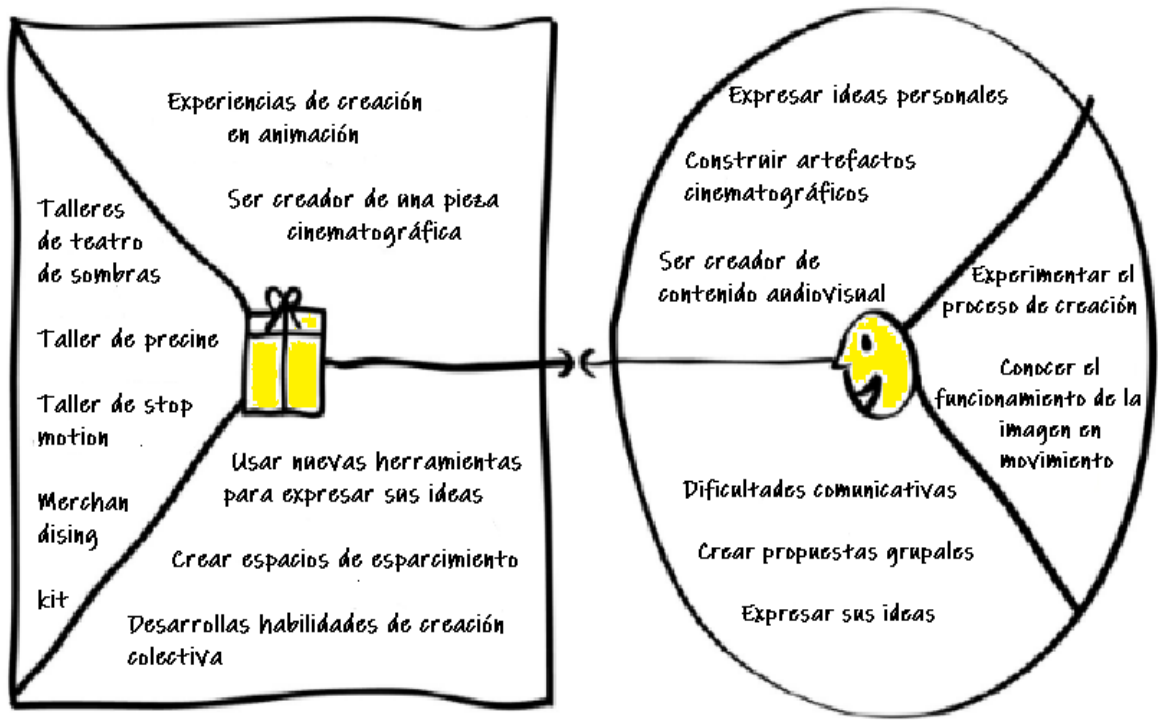 Experiencias de creación
en animación
Ser creador de una pieza
cinematográfica
Talleres
de teatro
de sombras
Taller de precine
Taller de stop
motion
Merchan
dising
kit
Usar nuevas herramientas
para expresar sus ideas
Crear espacios de esparcimiento
Desarrollas habilidades de creación
colectiva
Expresar ideas personales
Construir artefactos
cinematográficos
Ser creador de
contenido audiovisual
Experimentar el
proceso de creación
Conocer el
funcionamiento de la
imagen en
movimiento
Dificultades comunicativas
Crear propuestas grupales
Expresar sus ideas